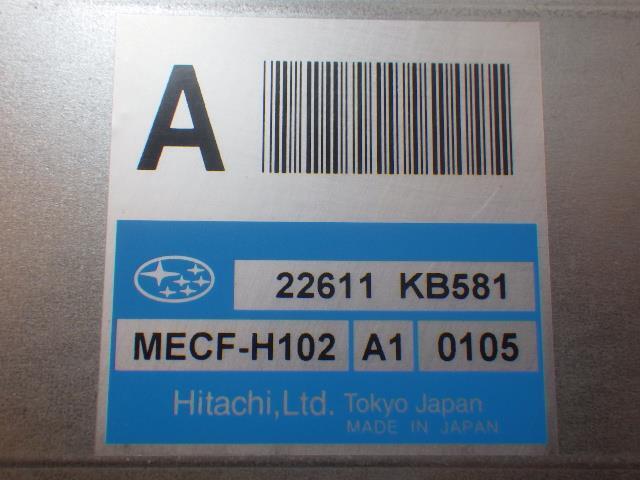 A
22611 KB581
MECF-H102 A1 0105
Hitachi,Ltd. Tokyo Japan
MADE IN JAPAN